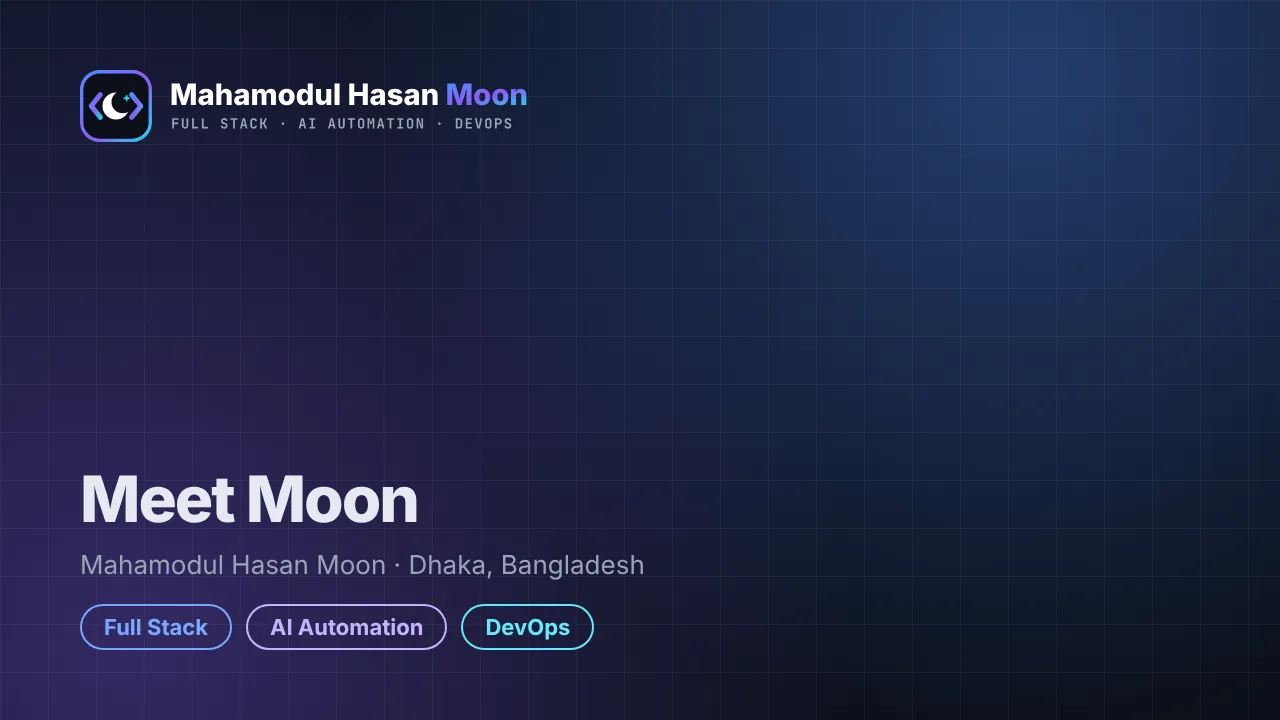 Mahamodul Hasan Moon
FULL STACK · AI AUTOMATION · DEVOPS
Meet Moon
Mahamodul Hasan Moon · Dhaka, Bangladesh
Full Stack AI Automation DevOps